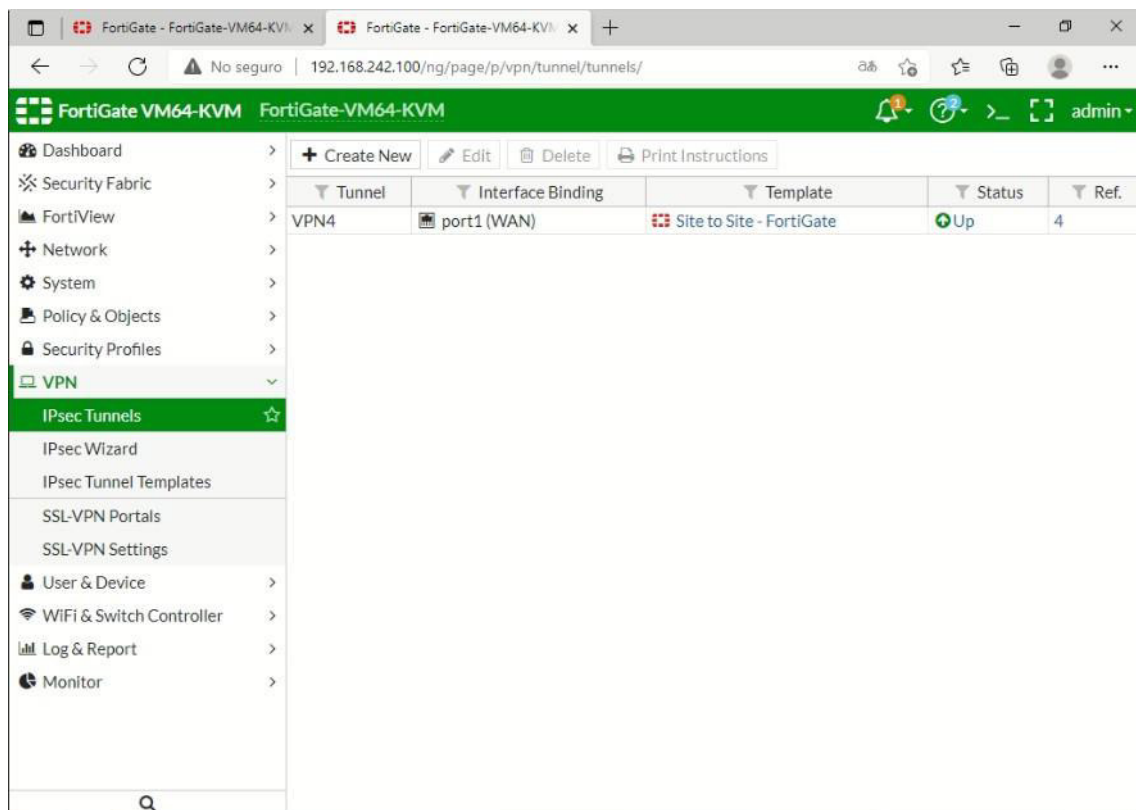 FortiGate - FortiGate-VM64-KVM FortiGate - FortiGate-VM64-KVM
No seguro 192.168.242.100/ng/page/p/vpn/tunnel/tunnels/ aあ
FortiGate VM64-KVM FortiGate-VM64-KVM 1 2 >_ admin
Dashboard
Security Fabric
FortiView
Network
System
Policy & Objects
Security Profiles
VPN
IPsec Tunnels
IPsec Wizard
IPsec Tunnel Templates
SSL-VPN Portals
SSL-VPN Settings
User & Device
WiFi & Switch Controller
Log & Report
Monitor
+ Create New Edit Delete Print Instructions
Tunnel Interface Binding Template Status Ref.
VPN4 port1 (WAN) Site to Site - FortiGate Up 4